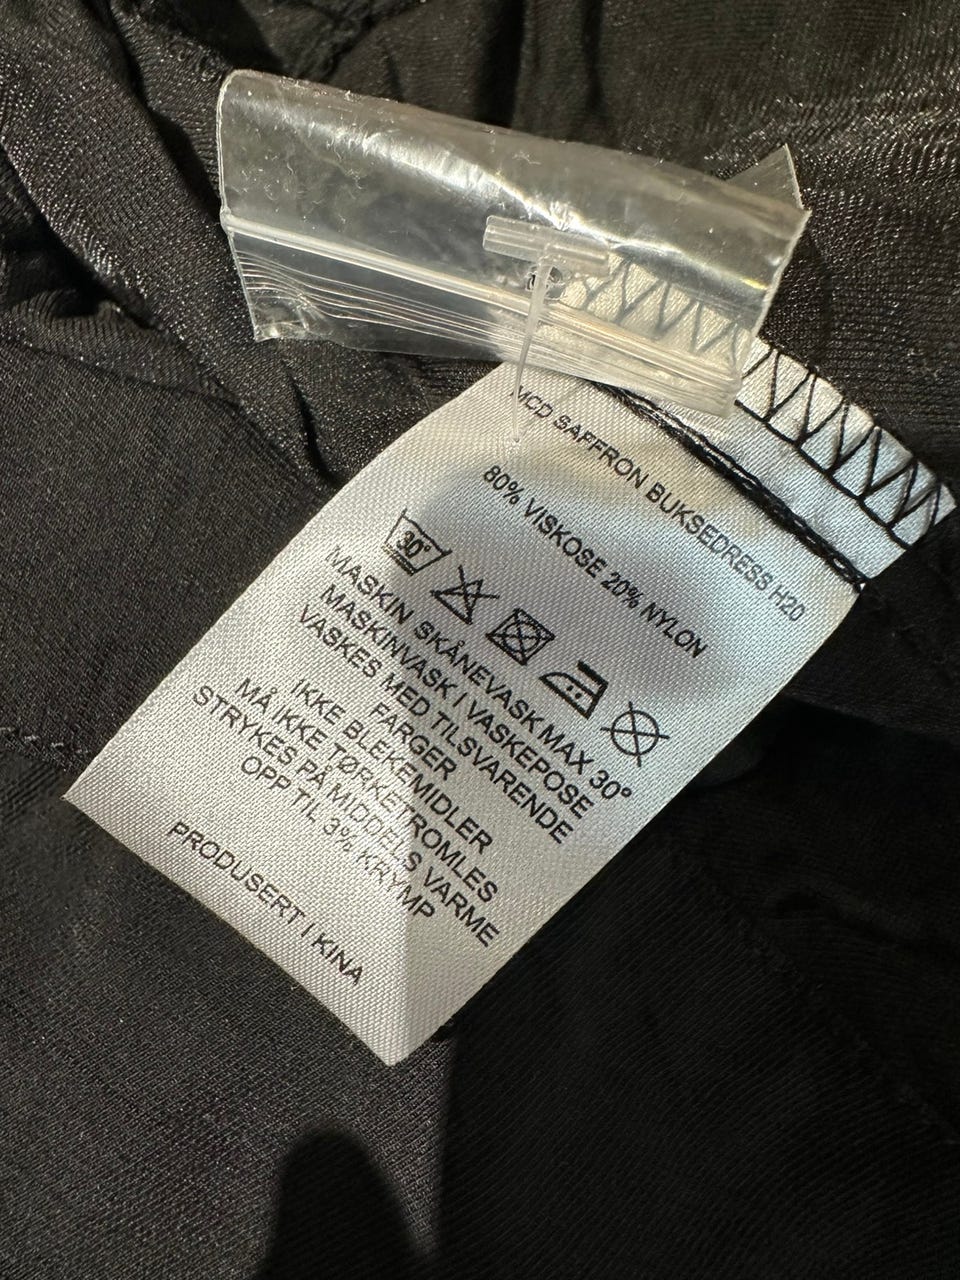 MCD SAFFRON BUKSEDRESS H20
80% VISKOSE 20% NYLON
30°
MASKIN SKÅNEVASK MAX 30°
MASKINVASK I VASKEPOSE
VASKES MED TILSVARENDE
FARGER
IKKE BLEKEMIDLER
MÅ IKKE TØRKETROMLES
STRYKES PÅ MIDDELS VARME
OPP TIL 3% KRYMP
PRODUSERT I KINA